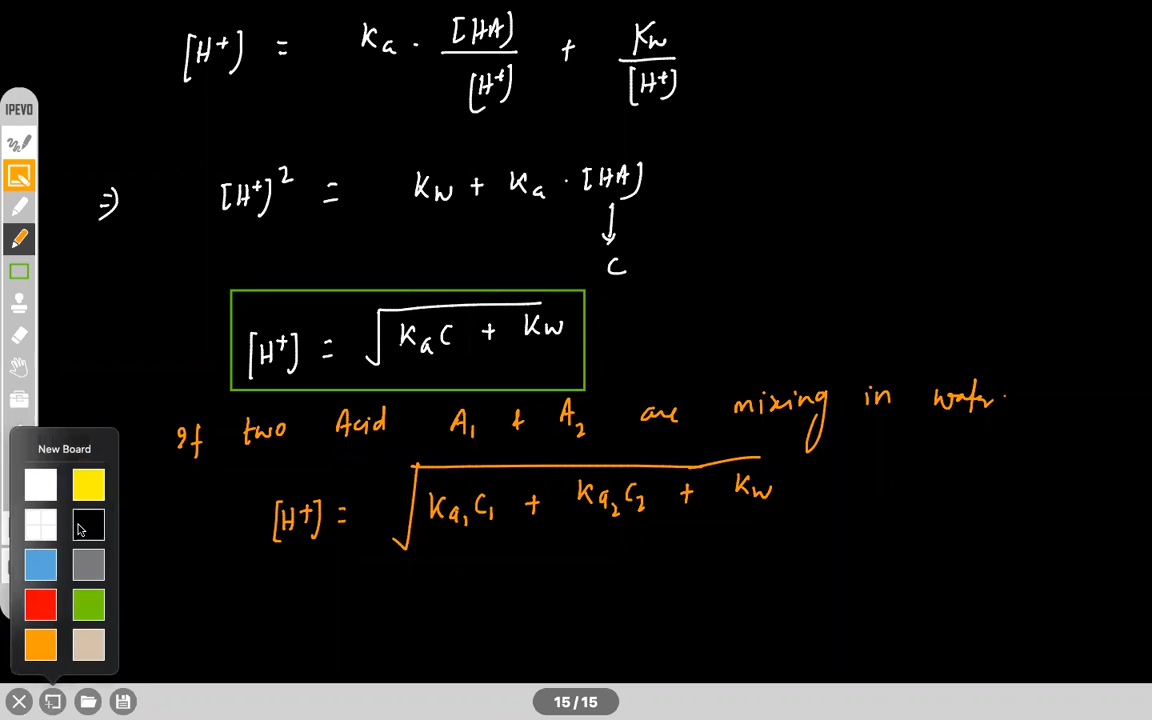 [H+] = Ka · [HA]/[H+] + Kw/[H+]
IPEVO
=> [H+]² = Kw + Ka · [HA]
↓
C
[H+] = √(KaC + Kw)
If two Acid A₁ & A₂ are mixing in water.
New Board
[H+] = √(Ka₁C₁ + Ka₂C₂ + Kw)
15/15